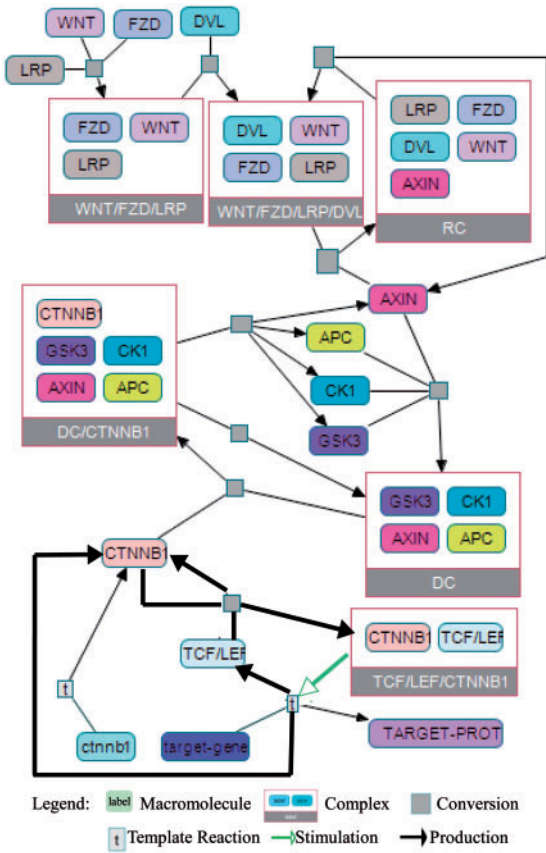 WNT
FZD
DVL
LRP
FZD
WNT
LRP
WNT/FZD/LRP
DVL
WNT
FZD
LRP
WNT/FZD/LRP/DVL
LRP
FZD
DVL
WNT
AXIN
RC
CTNNB1
GSK3
CK1
AXIN
APC
DC/CTNNB1
AXIN
APC
CK1
GSK3
GSK3
CK1
AXIN
APC
DC
CTNNB1
TCF/LEF
CTNNB1
TCF/LEF
TCF/LEF/CTNNB1
t
t
ctnnb1
target-gene
TARGET-PROT
Legend:
label
Macromolecule
Complex
Conversion
t
Template Reaction
Stimulation
Production